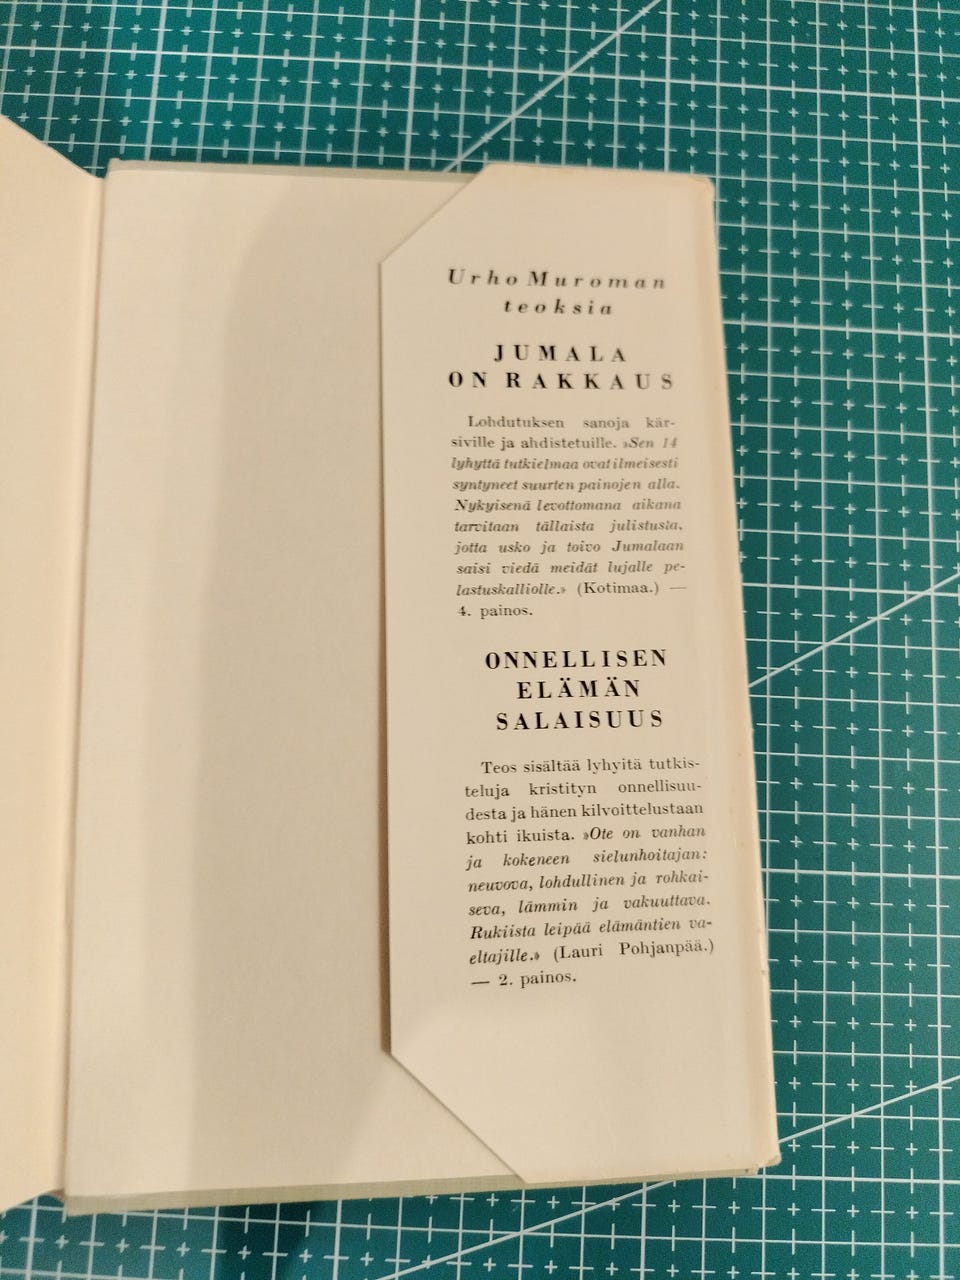 Urho Muroman
teoksia
JUMALA
ON RAKKAUS
Lohdutuksen sanoja kär-
siville ja ahdistetuille. »Sen 14
lyhyttä tutkielmaa ovat ilmeisesti
syntyneet suurten painojen alla.
Nykyisenä levottomana aikana
tarvitaan tällaista julistusta,
jotta usko ja toivo Jumalaan
saisi viedä meidät lujalle pe-
lastuskalliolle.» (Kotimaa.) —
4. painos.
ONNELLISEN
ELÄMÄN
SALAISUUS
Teos sisältää lyhyitä tutkis-
teluja kristityn onnellisuu-
desta ja hänen kilvoittelustaan
kohti ikuista. »Ote on vanhan
ja kokeneen sielunhoitajan:
neuvova, lohdullinen ja rohkai-
seva, lämmin ja vakuuttava.
Rukiista leipää elämäntien va-
eltajille.» (Lauri Pohjanpää.)
— 2. painos.